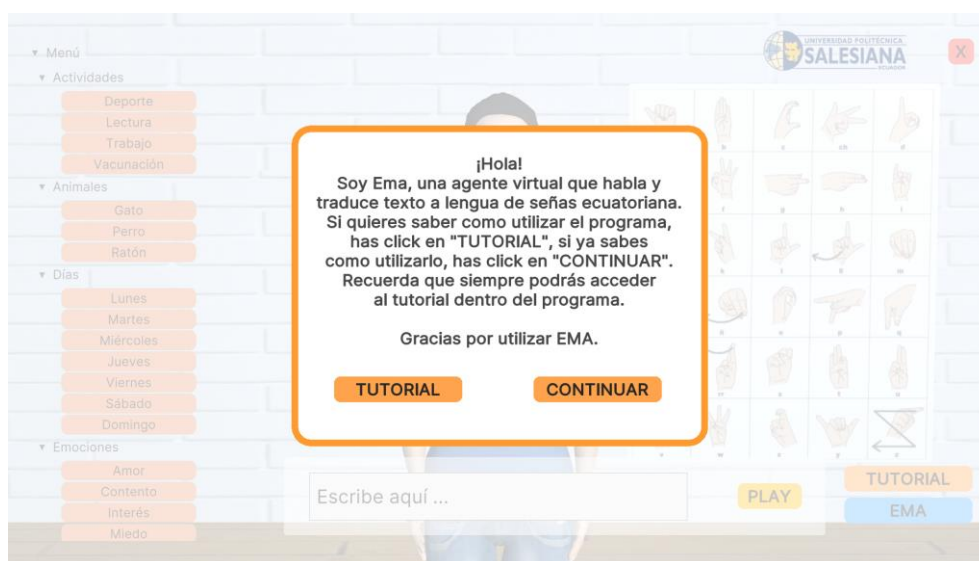 Menú
Actividades
Deporte
Lectura
Trabajo
Vacunación
Animales
Gato
Perro
Ratón
Días
Lunes
Martes
Miércoles
Jueves
Viernes
Sábado
Domingo
Emociones
Amor
Contento
Interés
Miedo
UNIVERSIDAD POLITÉCNICA
SALESIANA
ECUADOR
X
¡Hola!
Soy Ema, una agente virtual que habla y
traduce texto a lengua de señas ecuatoriana.
Si quieres saber como utilizar el programa,
has click en "TUTORIAL", si ya sabes
como utilizarlo, has click en "CONTINUAR".
Recuerda que siempre podrás acceder
al tutorial dentro del programa.
Gracias por utilizar EMA.
TUTORIAL
CONTINUAR
Escribe aquí ...
PLAY
TUTORIAL
EMA